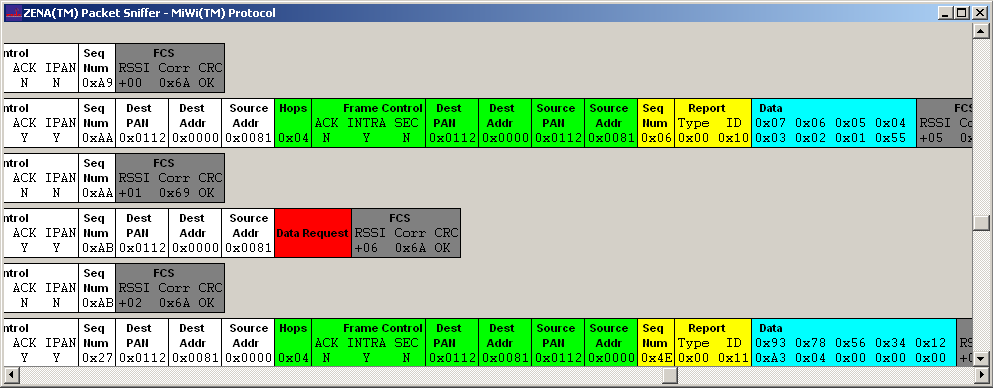 ZENA(TM) Packet Sniffer - MiWi(TM) Protocol
ntrol Seq FCS
ACK IPAN Num RSSI Corr CRC
N N 0xA9 +00 0x6A OK
ntrol Seq Dest Dest Source Hops Frame Control Dest Dest Source Source Seq Report Data FCS
ACK IPAN Num PAN Addr Addr ACK INTRA SEC PAN Addr PAN Addr Num Type ID 0x07 0x06 0x05 0x04 RSSI Co
Y Y 0xAA 0x0112 0x0000 0x0081 0x04 N Y N 0x0112 0x0000 0x0112 0x0081 0x06 0x00 0x10 0x03 0x02 0x01 0x55 +05 0
ntrol Seq FCS
ACK IPAN Num RSSI Corr CRC
N N 0xAA +01 0x69 OK
ntrol Seq Dest Dest Source FCS
ACK IPAN Num PAN Addr Addr Data Request RSSI Corr CRC
Y Y 0xAB 0x0112 0x0000 0x0081 +06 0x6A OK
ntrol Seq FCS
ACK IPAN Num RSSI Corr CRC
N N 0xAB +02 0x6A OK
ntrol Seq Dest Dest Source Hops Frame Control Dest Dest Source Source Seq Report Data
ACK IPAN Num PAN Addr Addr ACK INTRA SEC PAN Addr PAN Addr Num Type ID 0x93 0x78 0x56 0x34 0x12 RS
Y Y 0x27 0x0112 0x0081 0x0000 0x04 N Y N 0x0112 0x0081 0x0112 0x0000 0x4E 0x00 0x11 0xA3 0x04 0x00 0x00 0x00